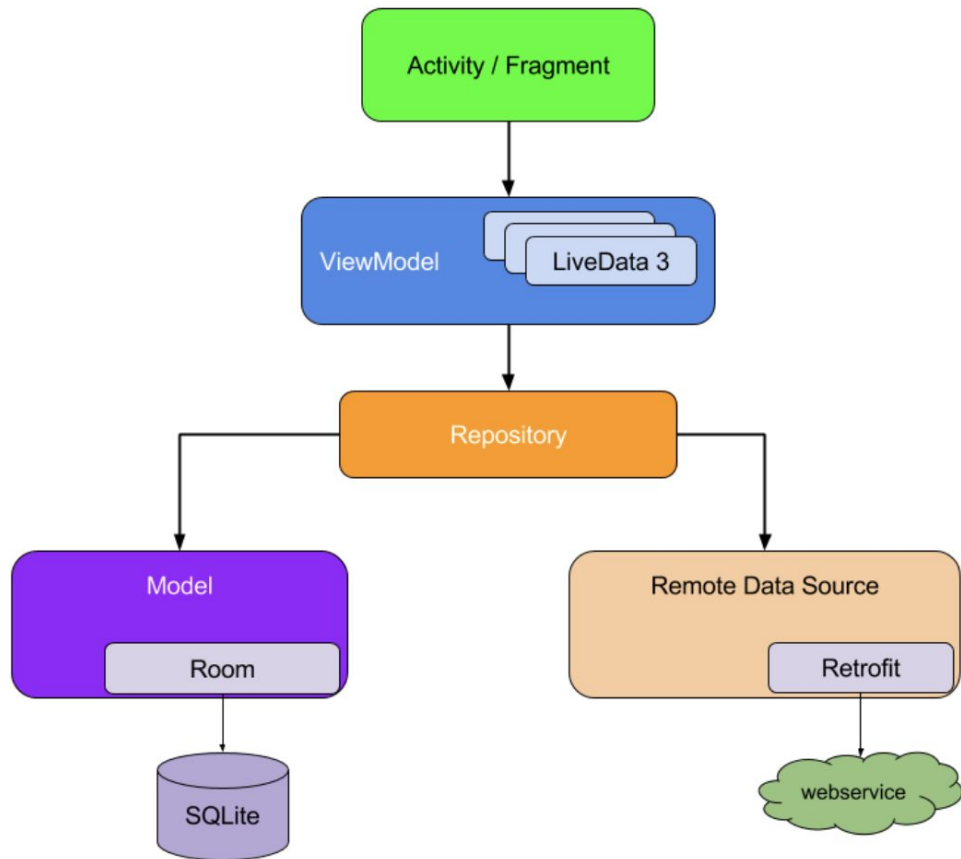 Activity / Fragment
ViewModel
LiveData 3
Repository
Model
Room
SQLite
Remote Data Source
Retrofit
webservice